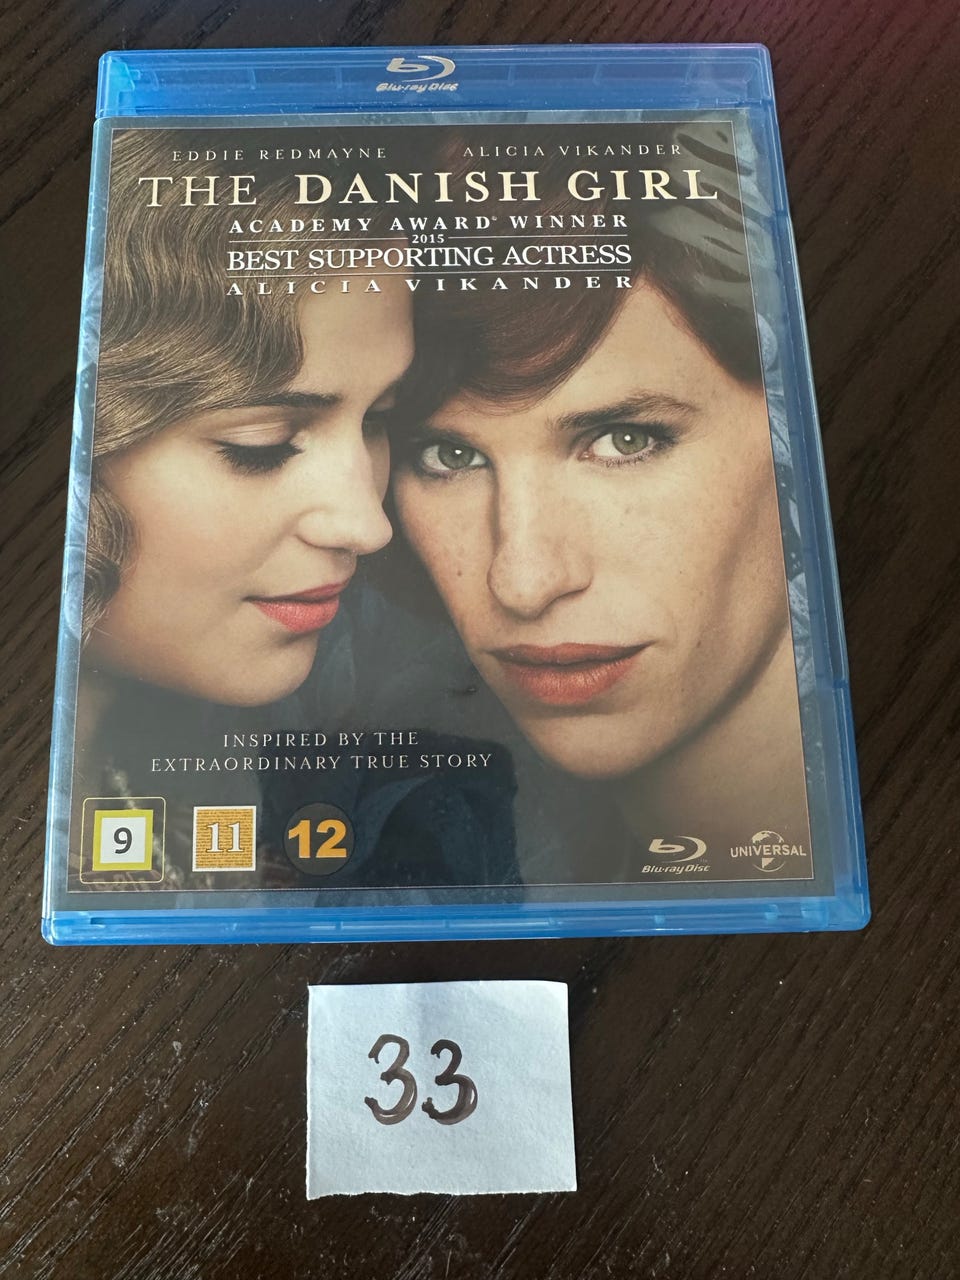 Blu-ray Disc
EDDIE REDMAYNE ALICIA VIKANDER
THE DANISH GIRL
ACADEMY AWARD® WINNER
2015
BEST SUPPORTING ACTRESS
ALICIA VIKANDER
INSPIRED BY THE
EXTRAORDINARY TRUE STORY
9 11 12
Blu-ray Disc™ UNIVERSAL
33